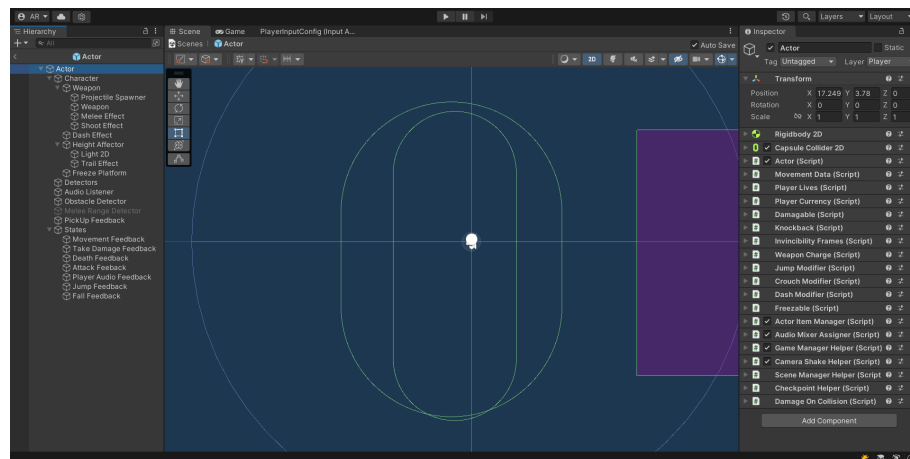 AR
Layers
Layout
Hierarchy
Scene
Game
PlayerInputConfig (Input A...
Inspector
All
Scenes
Actor
Auto Save
Actor
Static
Actor
Tag Untagged
Layer Player
2D
Actor
Character
Weapon
Projectile Spawner
Weapon
Melee Effect
Shoot Effect
Dash Effect
Height Affector
Light 2D
Trail Effect
Freeze Platform
Detectors
Audio Listener
Obstacle Detector
Melee Range Detector
PickUp Feedback
States
Movement Feedback
Take Damage Feedback
Death Feedback
Attack Feeback
Player Audio Feedback
Jump Feedback
Fall Feedback
Transform
Position X 17.249 Y 3.78 Z 0
Rotation X 0 Y 0 Z 0
Scale X 1 Y 1 Z 1
Rigidbody 2D
Capsule Collider 2D
Actor (Script)
Movement Data (Script)
Player Lives (Script)
Player Currency (Script)
Damagable (Script)
Knockback (Script)
Invincibility Frames (Script)
Weapon Charge (Script)
Jump Modifier (Script)
Crouch Modifier (Script)
Dash Modifier (Script)
Freezable (Script)
Actor Item Manager (Script)
Audio Mixer Assigner (Script)
Game Manager Helper (Script)
Camera Shake Helper (Script)
Scene Manager Helper (Script
Checkpoint Helper (Script)
Damage On Collision (Script)
Add Component